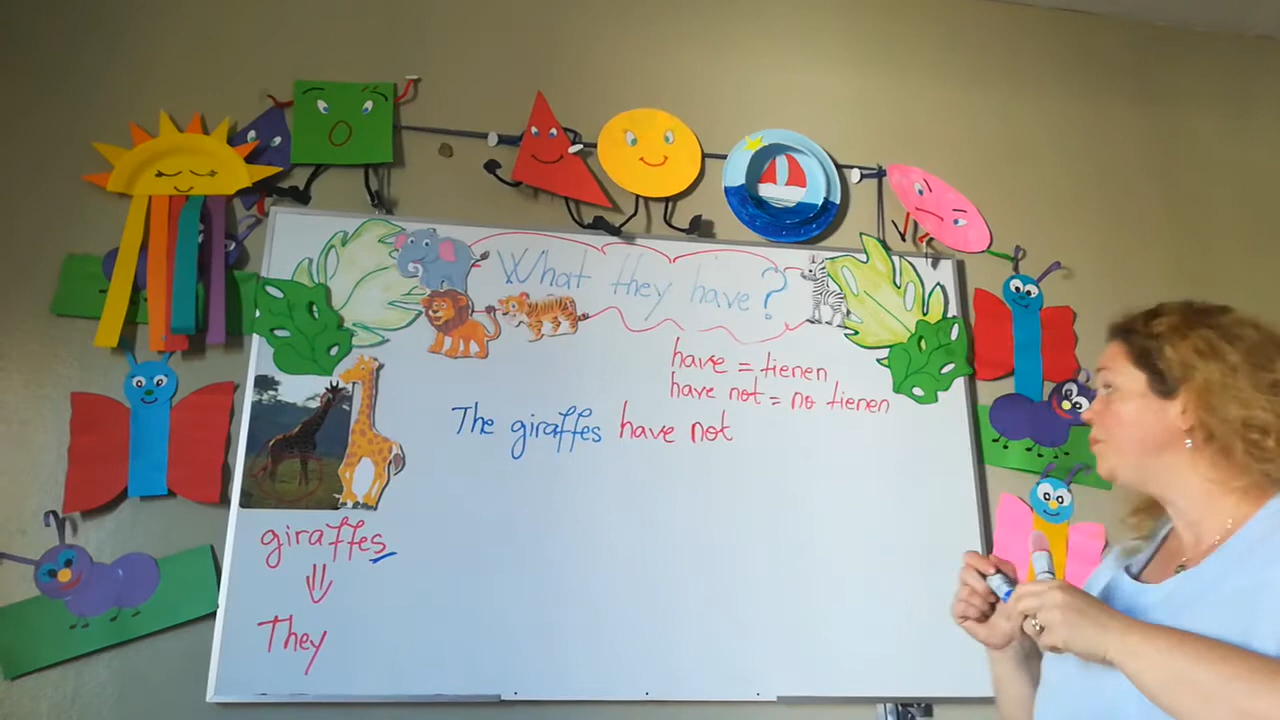 What they have?
have = tienen
have not = no tienen
The giraffes have not
giraffes
They